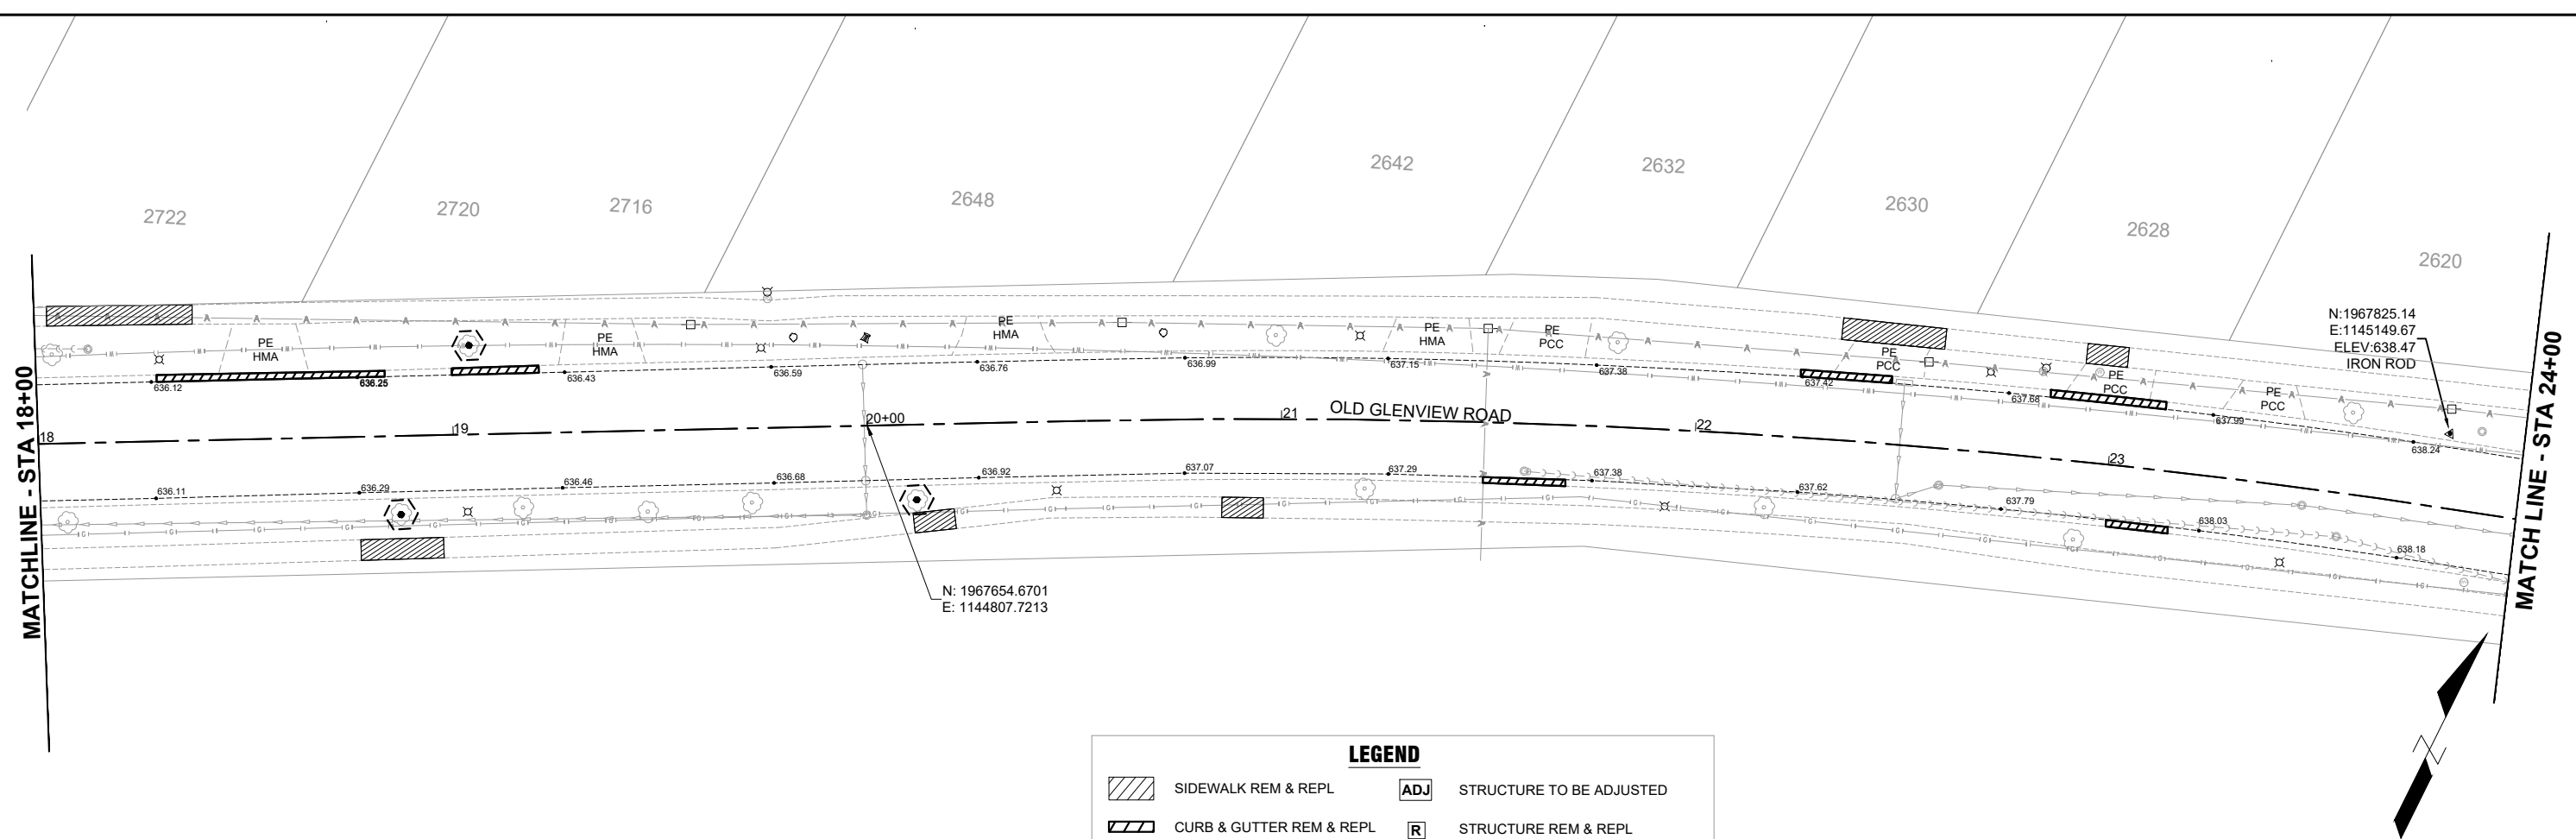 2722
2720
2716
2648
2642
2632
2630
2628
2620
N:1967825.14
E:1145149.67
ELEV:638.47
IRON ROD
PE
HMA
PE
HMA
PE
HMA
PE
HMA
PE
PCC
PE
PCC
PE
PCC
PE
PCC
636.12
636.25
636.43
636.59
636.76
636.99
637.15
637.38
637.42
637.68
637.99
638.24
MATCHLINE - STA 18+00
18
19
20+00
21
OLD GLENVIEW ROAD
22
23
MATCH LINE - STA 24+00
636.11
636.29
636.46
636.68
636.92
637.07
637.29
637.38
637.62
637.79
638.03
638.18
N: 1967654.6701
E: 1144807.7213
LEGEND
SIDEWALK REM & REPL
ADJ STRUCTURE TO BE ADJUSTED
CURB & GUTTER REM & REPL
R STRUCTURE REM & REPL